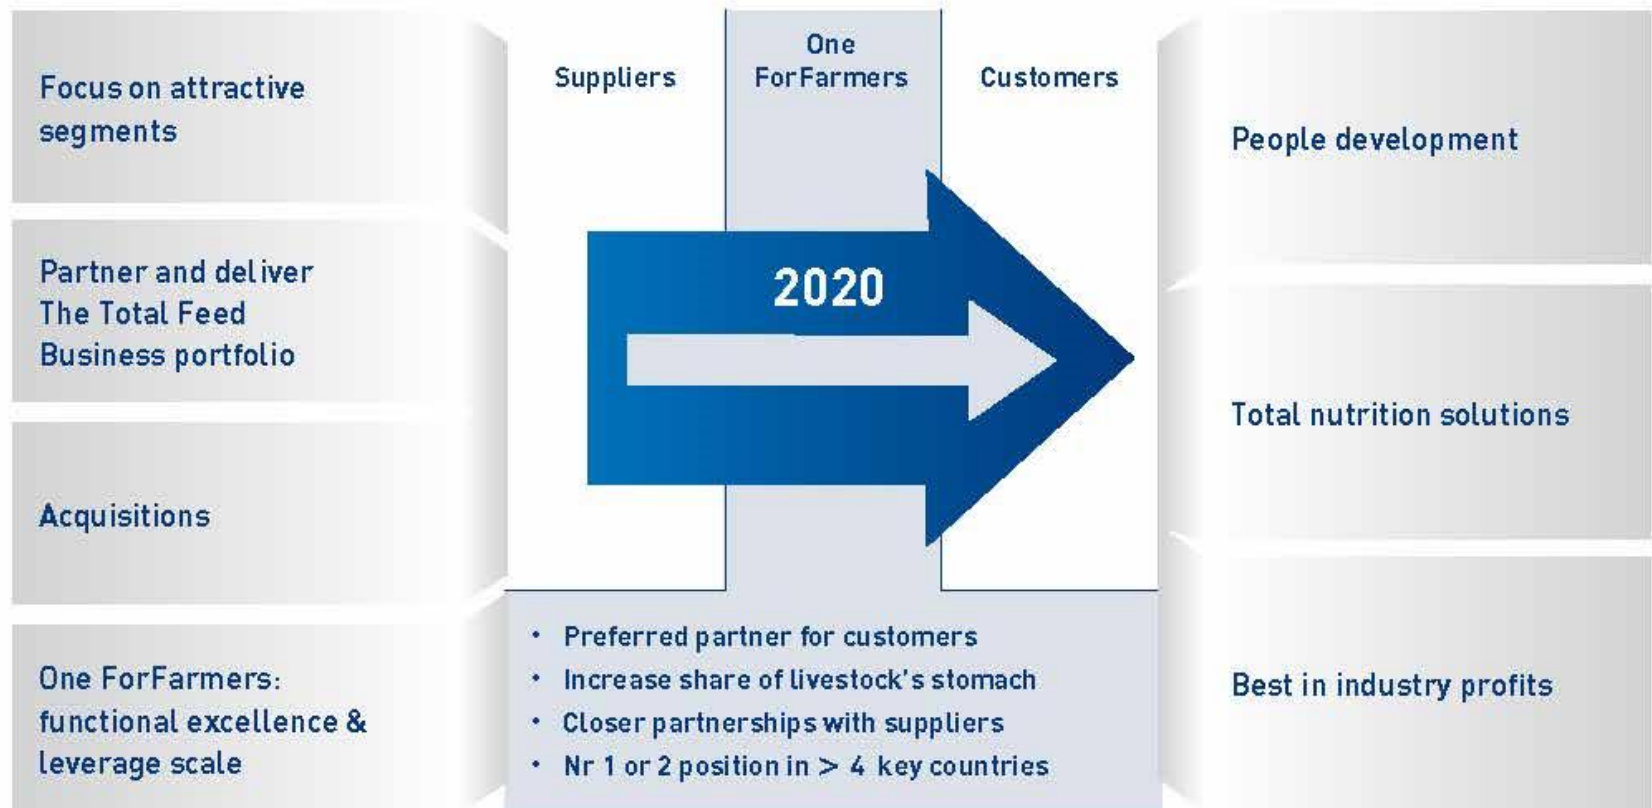 Focus on attractive
segments
Partner and deliver
The Total Feed
Business portfolio
Acquisitions
One ForFarmers:
functional excellence &
leverage scale
Suppliers
One
ForFarmers
Customers
2020
• Preferred partner for customers
• Increase share of livestock's stomach
• Closer partnerships with suppliers
• Nr 1 or 2 position in > 4 key countries
People development
Total nutrition solutions
Best in industry profits